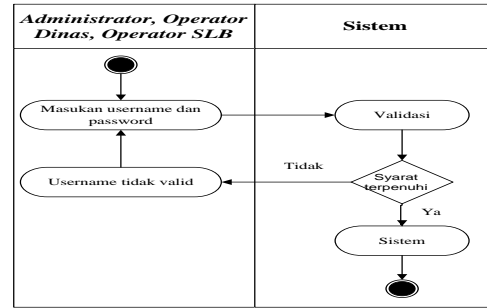 Administrator, Operator
Dinas, Operator SLB
Sistem
Masukan username dan
password
Validasi
Tidak
Username tidak valid
Syarat
terpenuhi
Ya
Sistem